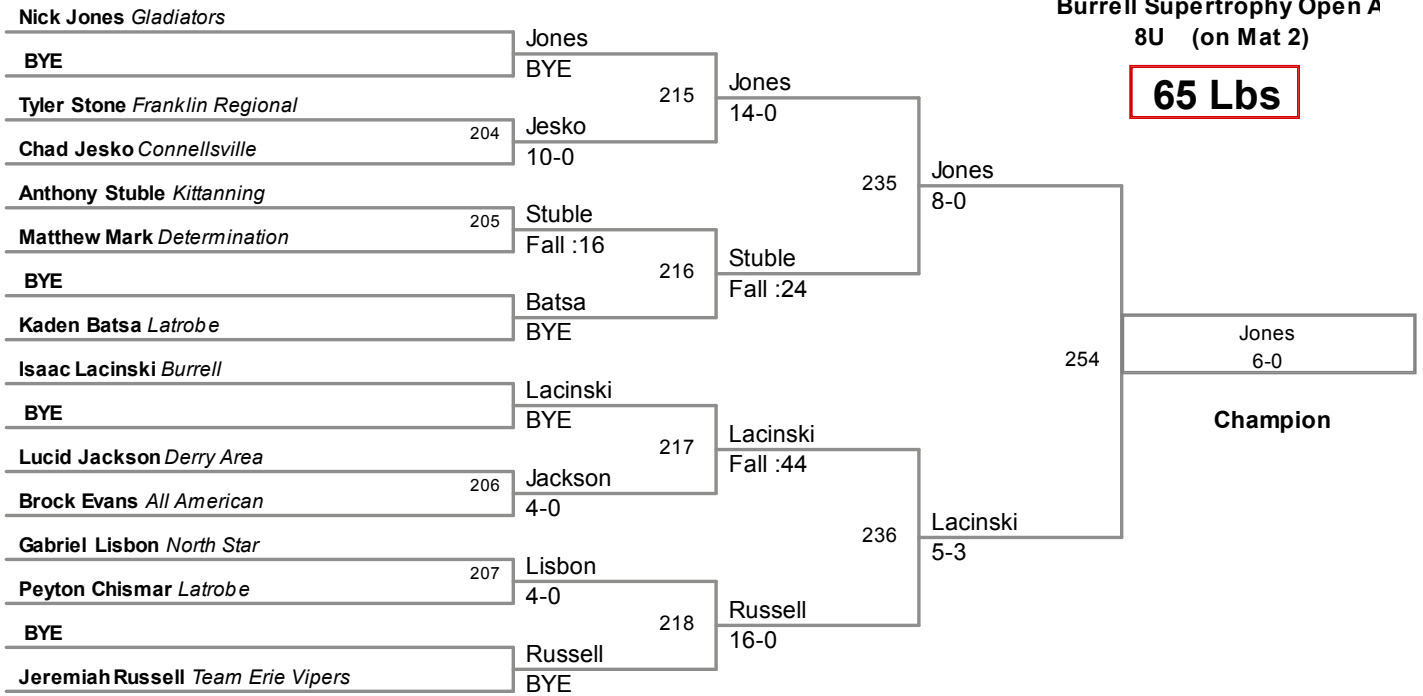 Burrell Supertrophy Open A
8U (on Mat 2)
65 Lbs
Nick Jones Gladiators
BYE
Tyler Stone Franklin Regional
Chad Jesko Connellsville
Anthony Stuble Kittanning
Matthew Mark Determination
BYE
Kaden Batsa Latrobe
Isaac Lacinski Burrell
BYE
Lucid Jackson Derry Area
Brock Evans All American
Gabriel Lisbon North Star
Peyton Chismar Latrobe
BYE
Jeremiah Russell Team Erie Vipers
204
205
206
207
Jones
BYE
Jesko
10-0
Stuble
Fall :16
Batsa
BYE
Lacinski
BYE
Jackson
4-0
Lisbon
4-0
Russell
BYE
215
216
217
218
Jones
14-0
Stuble
Fall :24
Lacinski
Fall :44
Russell
16-0
235
236
Jones
8-0
Lacinski
5-3
254
Jones
6-0
Champion